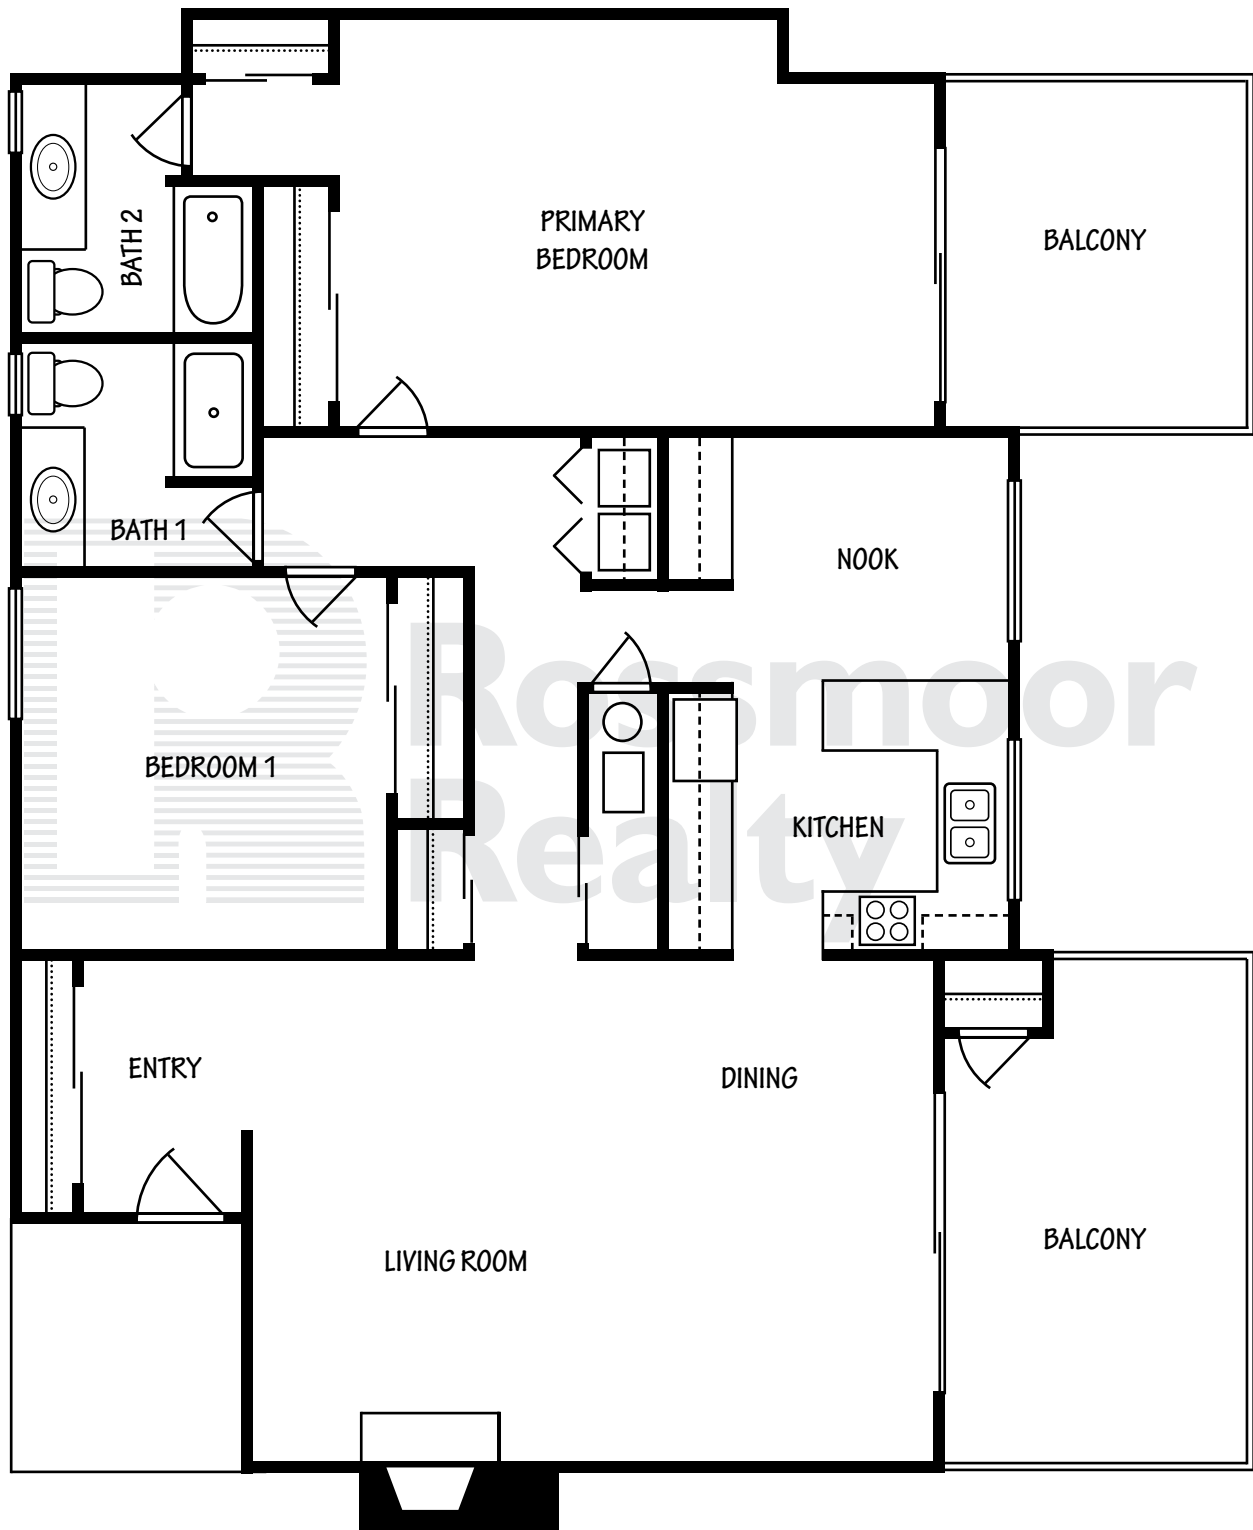 PRIMARY
BEDROOM
BALCONY
BATH 2
BATH 1
NOOK
Rossmoor
Realty
BEDROOM 1
KITCHEN
ENTRY
DINING
LIVING ROOM
BALCONY